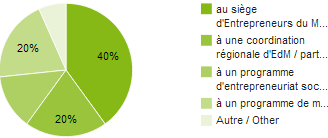 40%
20%
20%
au siège
d'Entrepreneurs du M...
à une coordination
régionale d'EdM / part...
à un programme
d'entrepreneuriat soc...
à un programme de m...
Autre / Other